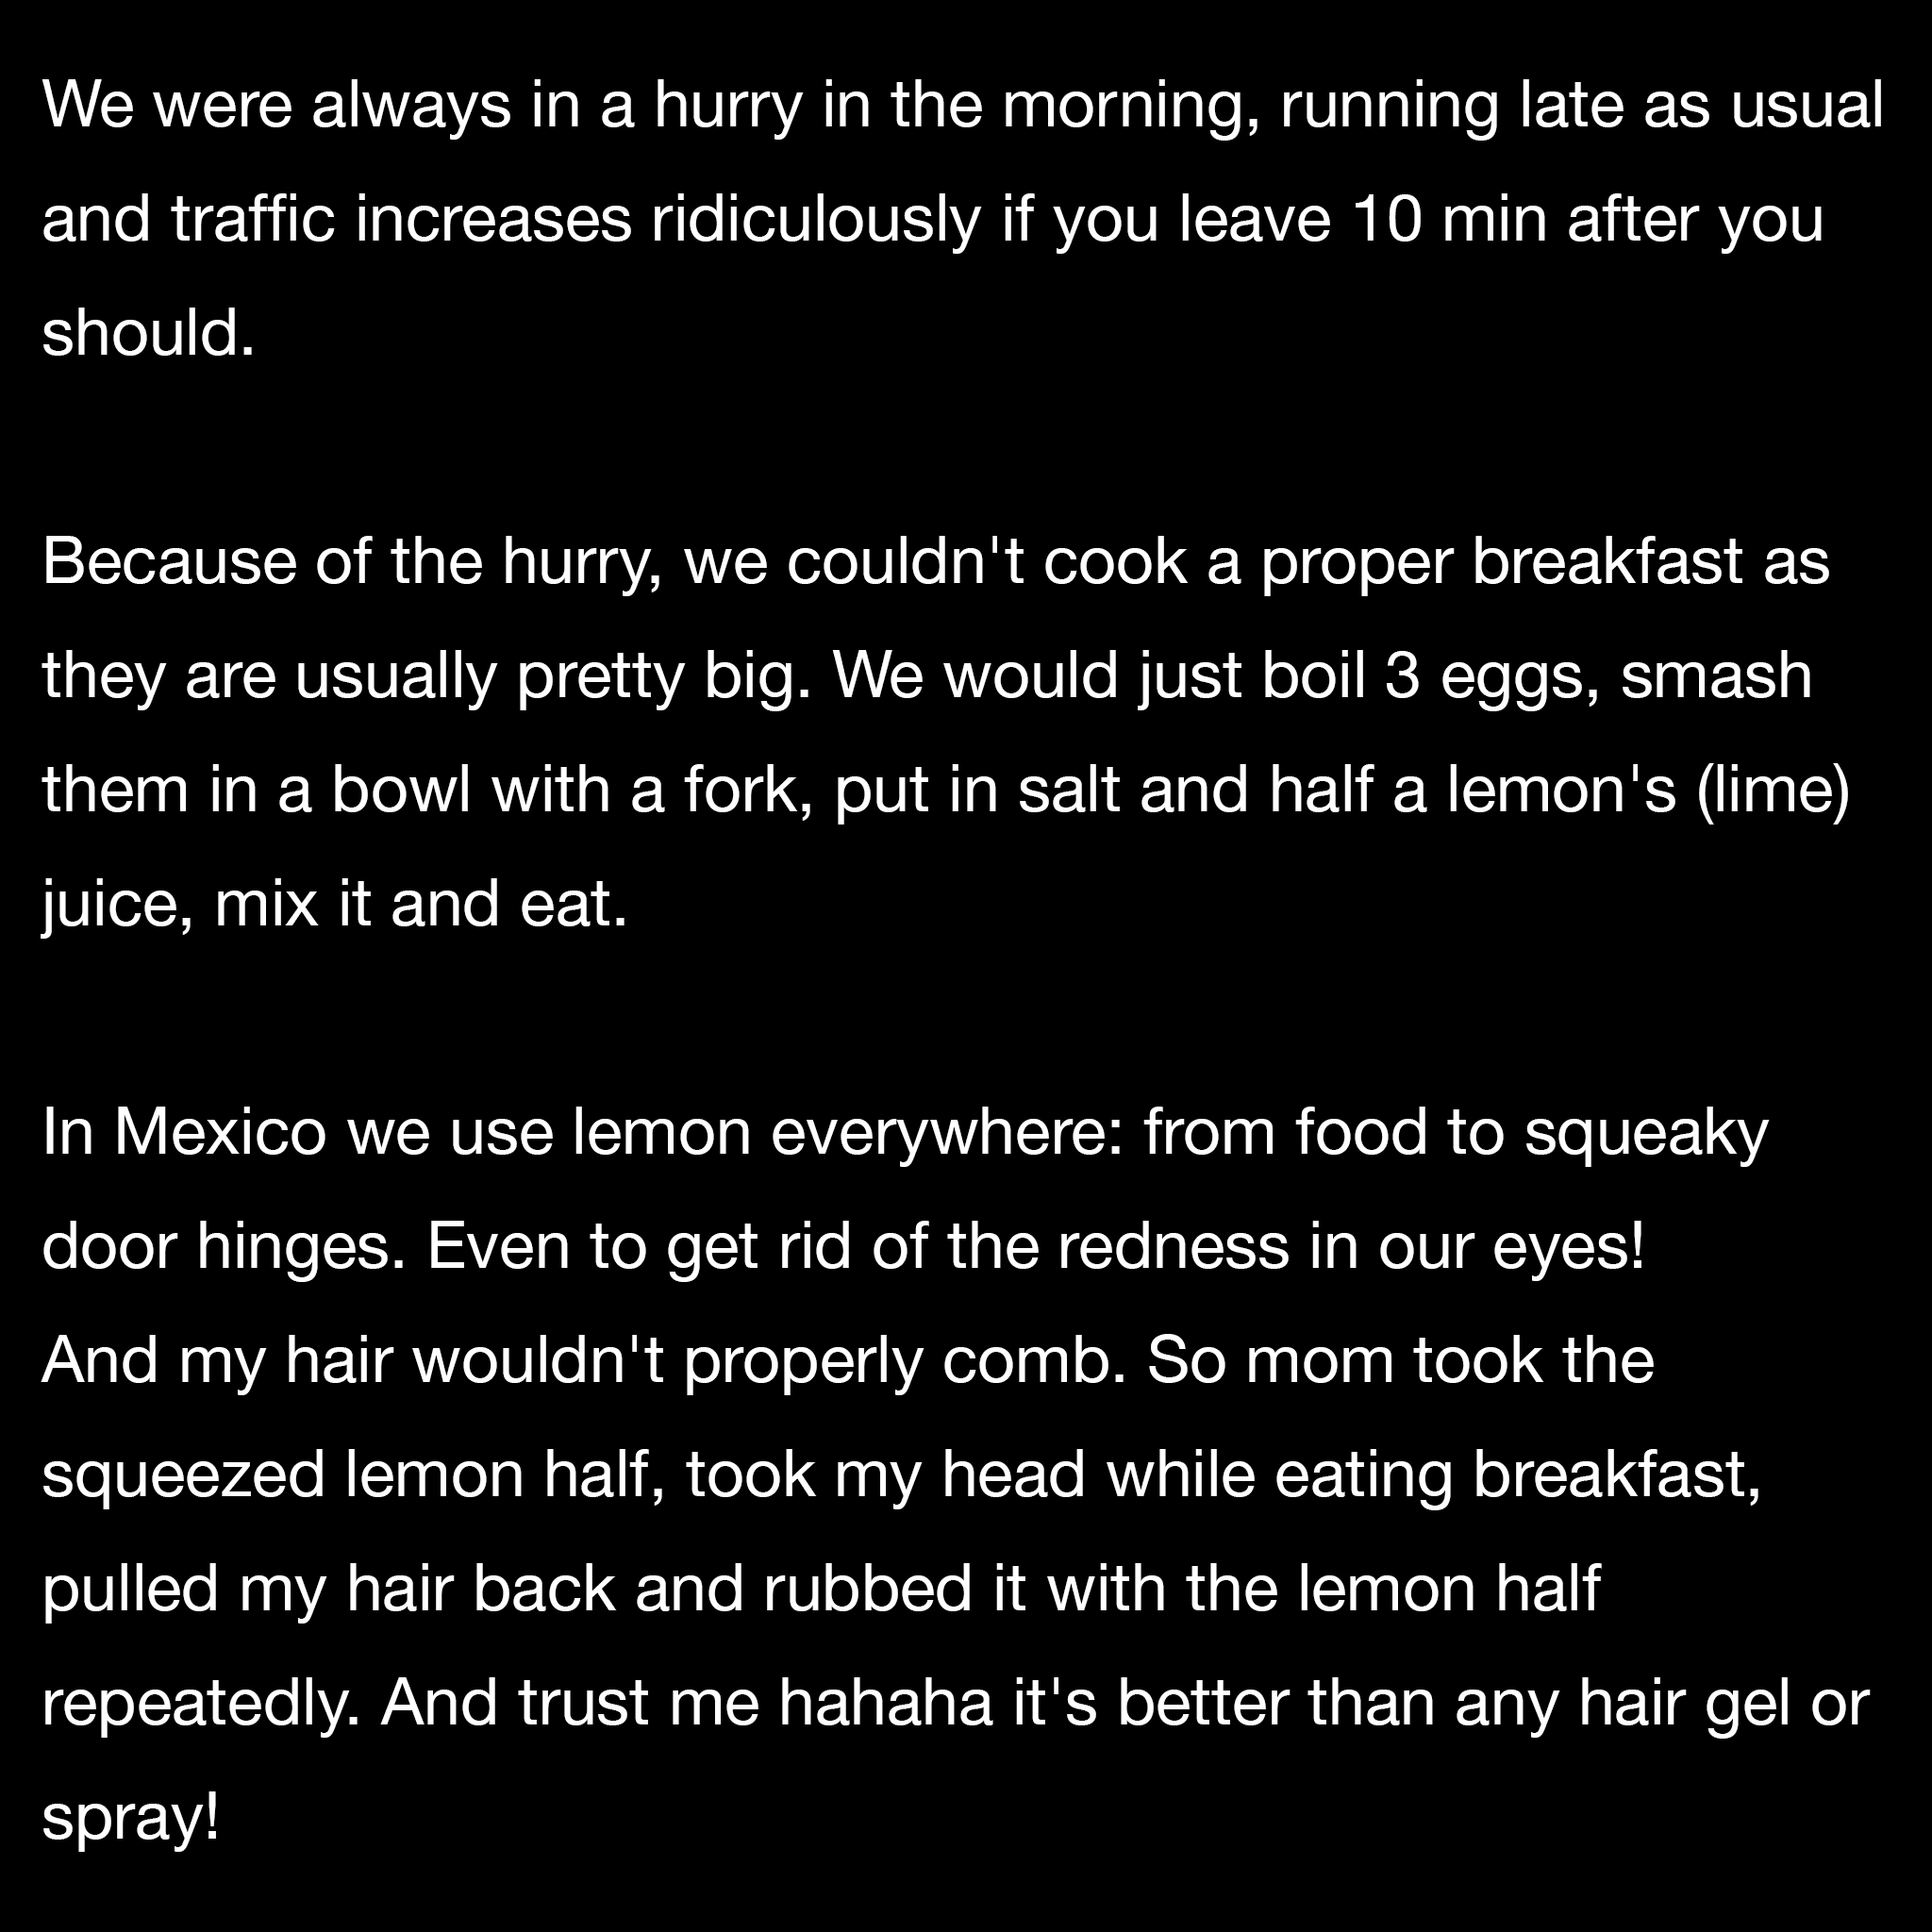 We were always in a hurry in the morning, running late as usual
and traffic increases ridiculously if you leave 10 min after you
should.
Because of the hurry, we couldn't cook a proper breakfast as
they are usually pretty big. We would just boil 3 eggs, smash
them in a bowl with a fork, put in salt and half a lemon's (lime)
juice, mix it and eat.
In Mexico we use lemon everywhere: from food to squeaky
door hinges. Even to get rid of the redness in our eyes!
And my hair wouldn't properly comb. So mom took the
squeezed lemon half, took my head while eating breakfast,
pulled my hair back and rubbed it with the lemon half
repeatedly. And trust me hahaha it's better than any hair gel or
spray!